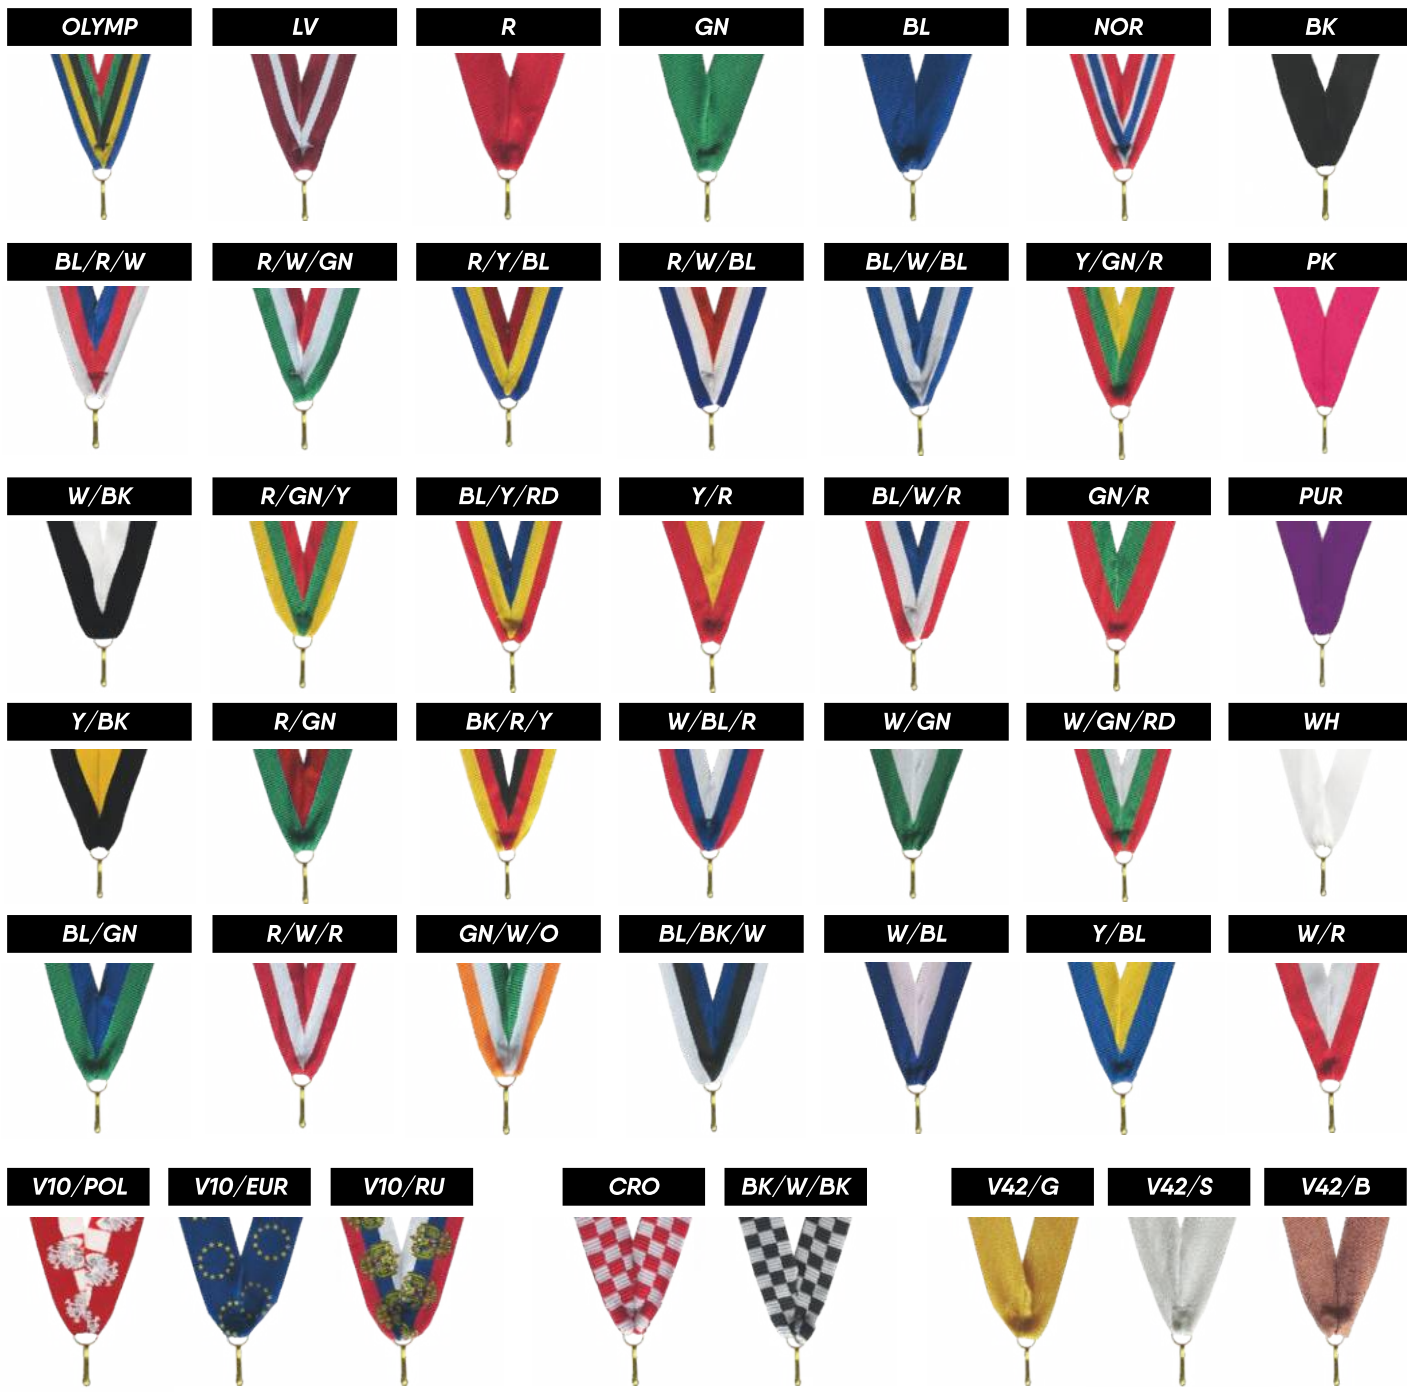 OLYMP
LV
R
GN
BL
NOR
BK
BL/R/W
R/W/GN
R/Y/BL
R/W/BL
BL/W/BL
Y/GN/R
PK
W/BK
R/GN/Y
BL/Y/RD
Y/R
BL/W/R
GN/R
PUR
Y/BK
R/GN
BK/R/Y
W/BL/R
W/GN
W/GN/RD
WH
BL/GN
R/W/R
GN/W/O
BL/BK/W
W/BL
Y/BL
W/R
V10/POL
V10/EUR
V10/RU
CRO
BK/W/BK
V42/G
V42/S
V42/B